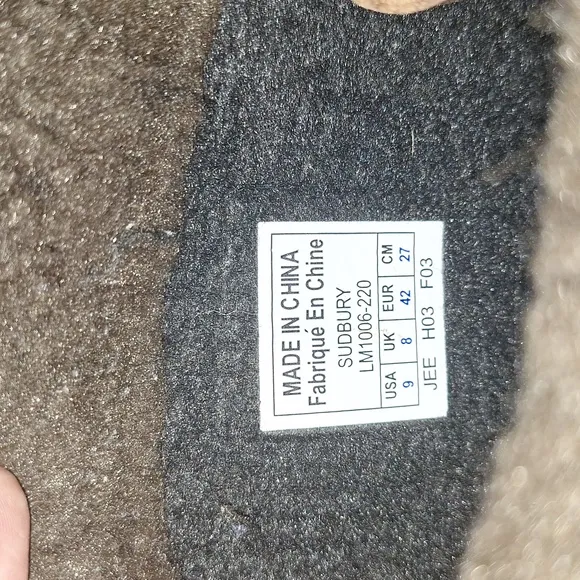 MADE IN CHINA
Fabriqué En Chine
SUDBURY
LM1006-220
USA UK EUR CM
9 8 42 27
JEE H03 F03